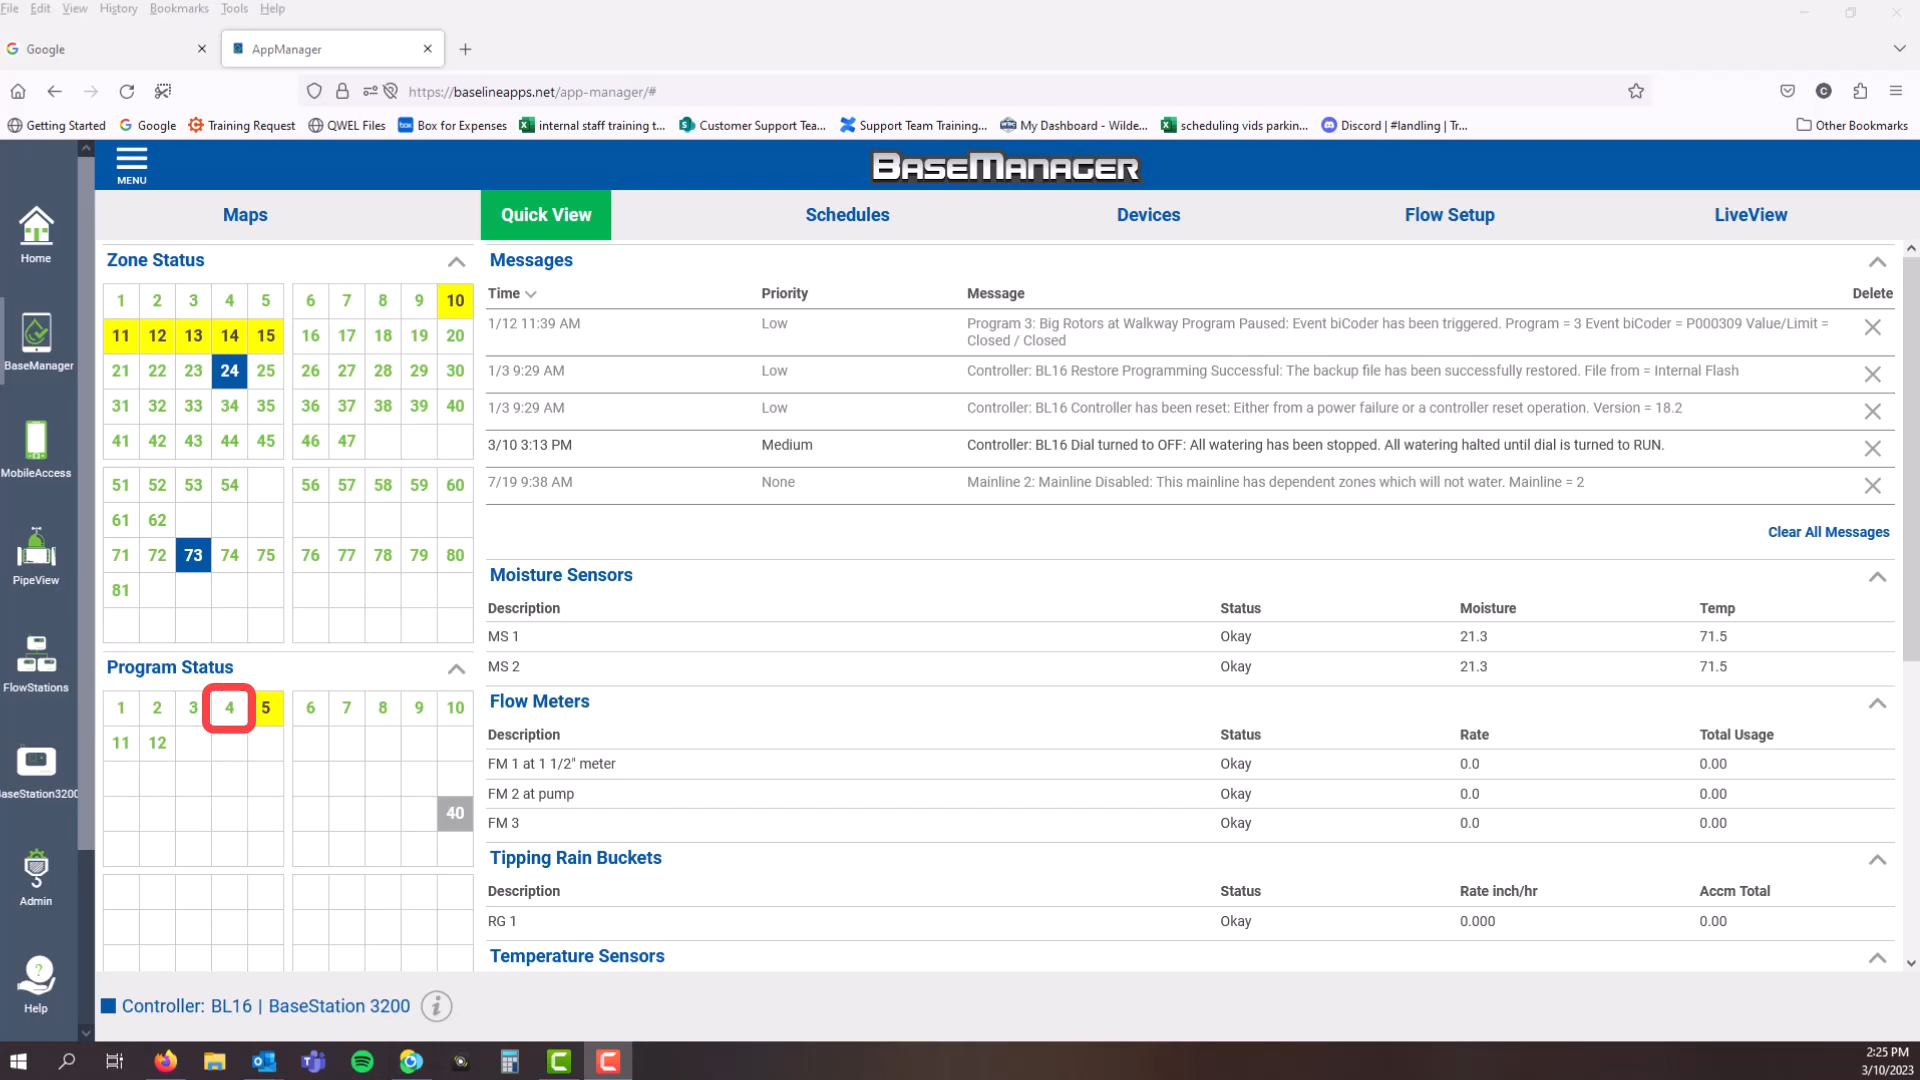 File Edit View History Bookmarks Tools Help
Google
AppManager
https://baselineapps.net/app-manager/#
Getting Started Google Training Request QWEL Files Box for Expenses internal staff training t... Customer Support Tea... Support Team Training... My Dashboard - Wilde... scheduling vids parkin... Discord | #landling | Tr... Other Bookmarks
MENU
BASEMANAGER
Maps Quick View Schedules Devices Flow Setup LiveView
Home
BaseManager
MobileAccess
PipeView
FlowStations
BaseStation3200
Admin
Help
Zone Status
1 2 3 4 5 6 7 8 9 10
11 12 13 14 15 16 17 18 19 20
21 22 23 24 25 26 27 28 29 30
31 32 33 34 35 36 37 38 39 40
41 42 43 44 45 46 47
51 52 53 54 56 57 58 59 60
61 62
71 72 73 74 75 76 77 78 79 80
81
Program Status
1 2 3 4 5 6 7 8 9 10
11 12
40
Messages
Time Priority Message Delete
1/12 11:39 AM Low Program 3: Big Rotors at Walkway Program Paused: Event biCoder has been triggered. Program = 3 Event biCoder = P000309 Value/Limit =
Closed / Closed
1/3 9:29 AM Low Controller: BL16 Restore Programming Successful: The backup file has been successfully restored. File from = Internal Flash
1/3 9:29 AM Low Controller: BL16 Controller has been reset: Either from a power failure or a controller reset operation. Version = 18.2
3/10 3:13 PM Medium Controller: BL16 Dial turned to OFF: All watering has been stopped. All watering halted until dial is turned to RUN.
7/19 9:38 AM None Mainline 2: Mainline Disabled: This mainline has dependent zones which will not water. Mainline = 2
Clear All Messages
Moisture Sensors
Description Status Moisture Temp
MS 1 Okay 21.3 71.5
MS 2 Okay 21.3 71.5
Flow Meters
Description Status Rate Total Usage
FM 1 at 1 1/2" meter Okay 0.0 0.00
FM 2 at pump Okay 0.0 0.00
FM 3 Okay 0.0 0.00
Tipping Rain Buckets
Description Status Rate inch/hr Accm Total
RG 1 Okay 0.000 0.00
Temperature Sensors
Controller: BL16 | BaseStation 3200
2:25 PM
3/10/2023